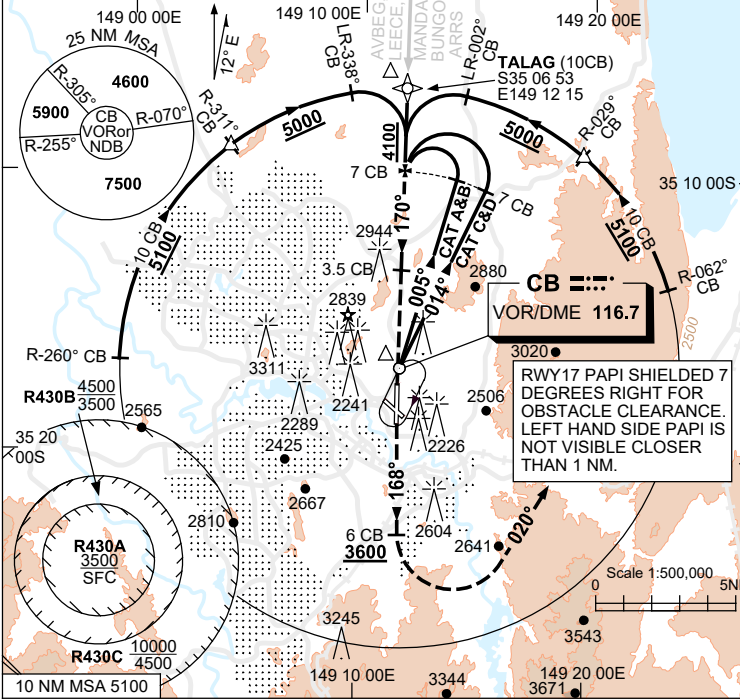 149 00 00E
149 10 00E
149 20 00E
25 NM MSA
12° E
AVBEG,
LEECE,
MANDA
BUNGO
ARRS
LR-338°
CB
LR-002°
CB
TALAG (10CB)
S35 06 53
E149 12 15
R-305°
4600
5900
CB
VORor
NDB
R-070°
R-255°
7500
R-311°
CB
5000
4100
5000
R-029°
CB
7 CB
7 CB
35 10 00S
170°
CAT A&B
CAT C&D
10 CB
5100
10 CB
5100
2944
3.5 CB
005°
014°
2880
R-062°
CB
2839
CB
VOR/DME 116.7
2500
R-260° CB
3311
3020
R430B 4500
3500
2565
2289
2241
2506
2226
RWY17 PAPI SHIELDED 7
DEGREES RIGHT FOR
OBSTACLE CLEARANCE.
LEFT HAND SIDE PAPI IS
NOT VISIBLE CLOSER
THAN 1 NM.
35 20
00S
2425
168°
2667
2810
2604
020°
6 CB
3600
2641
R430A
3500
SFC
Scale 1:500,000
0
5N
3245
3543
R430C 10000
4500
10 NM MSA 5100
149 10 00E
3344
149 20 00E
3671